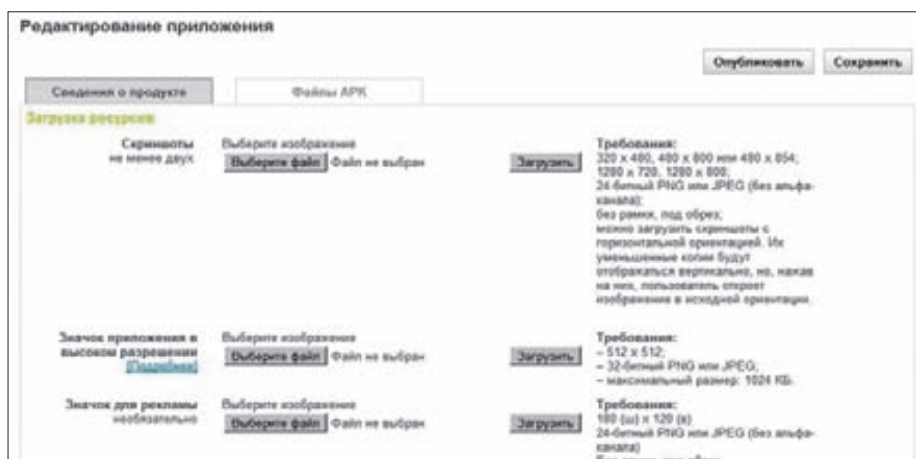 Редактирование приложения
Опубликовать Сохранить
Сведения о продукте Файлы APK
Загрузка ресурсов
Скриншоты
не менее двух
Выберите изображение
Выберите файл Файл не выбран
Загрузить
Требования:
320 x 480, 480 x 800 или 480 x 854;
1280 x 720, 1280 x 800;
24-битный PNG или JPEG (без альфа-
канала);
без рамки, под обрез;
можно загрузить скриншоты с
горизонтальной ориентацией. Их
уменьшенные копии будут
отображаться вертикально, но, нажав
на них, пользователь откроет
изображение в исходной ориентации.
Значок приложения в
высоком разрешении
[Подробнее]
Выберите изображение
Выберите файл Файл не выбран
Загрузить
Требования:
– 512 x 512;
– 32-битный PNG или JPEG;
– максимальный размер: 1024 КБ.
Значок для рекламы
необязательно
Выберите изображение
Выберите файл Файл не выбран
Загрузить
Требования:
180 (ш) x 120 (в)
24-битный PNG или JPEG (без альфа-
канала)